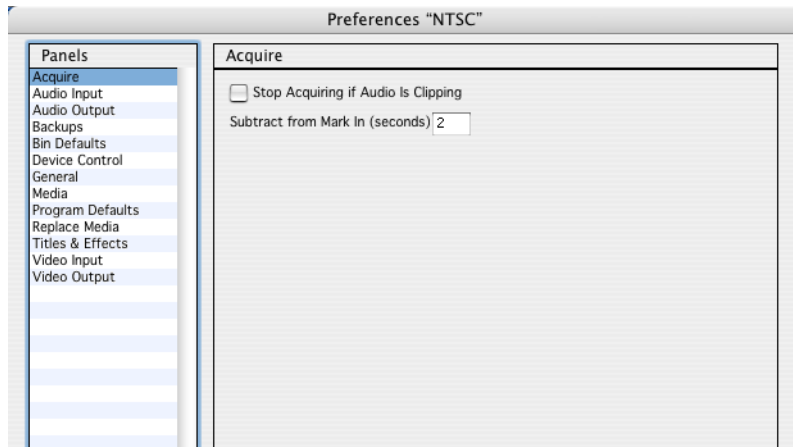 Preferences “NTSC”
Panels
Acquire
Audio Input
Audio Output
Backups
Bin Defaults
Device Control
General
Media
Program Defaults
Replace Media
Titles & Effects
Video Input
Video Output
Acquire
Stop Acquiring if Audio Is Clipping
Subtract from Mark In (seconds) 2